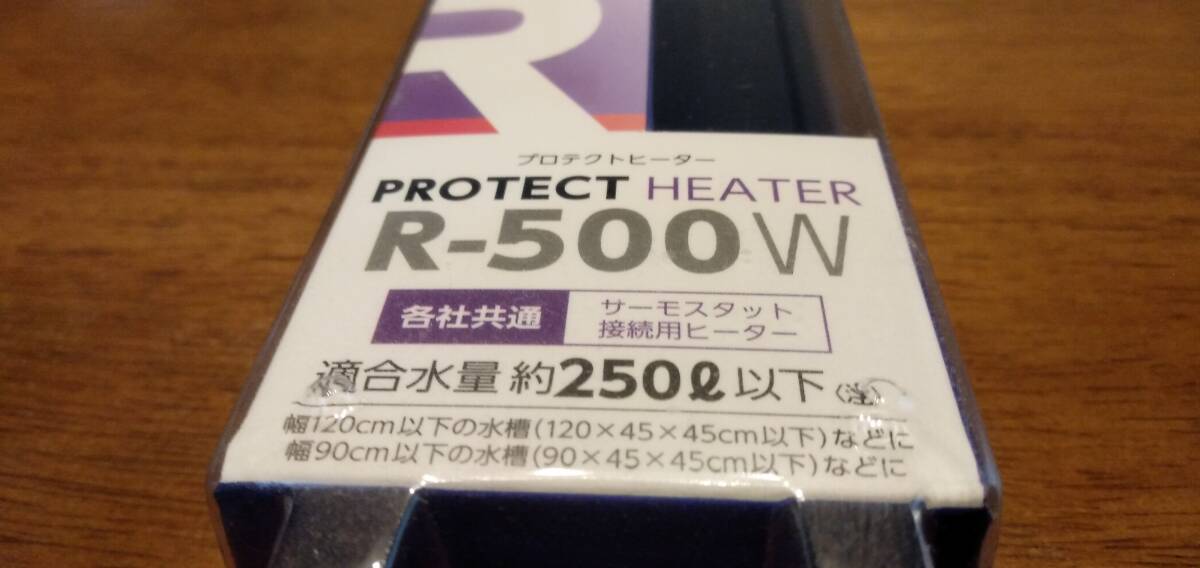 R
プロテクトヒーター
PROTECT HEATER
R-500W
各社共通
サーモスタット
接続用ヒーター
適合水量 約250ℓ以下〈注〉
幅120cm以下の水槽(120×45×45cm以下)などに
幅90cm以下の水槽(90×45×45cm以下)などに